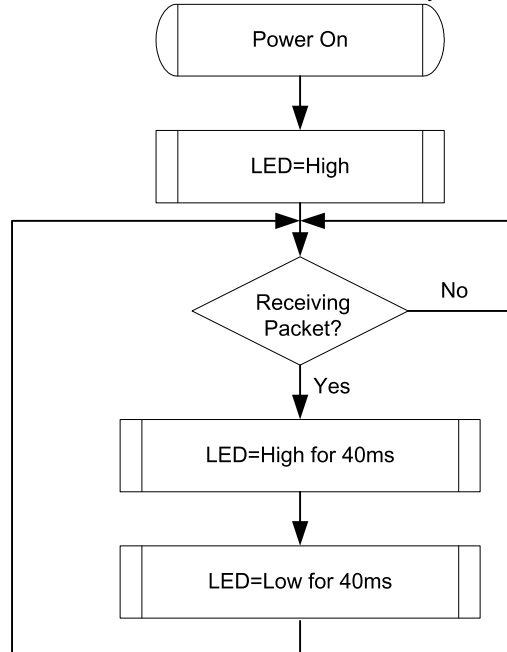 Power On
LED=High
Receiving
Packet?
No
Yes
LED=High for 40ms
LED=Low for 40ms